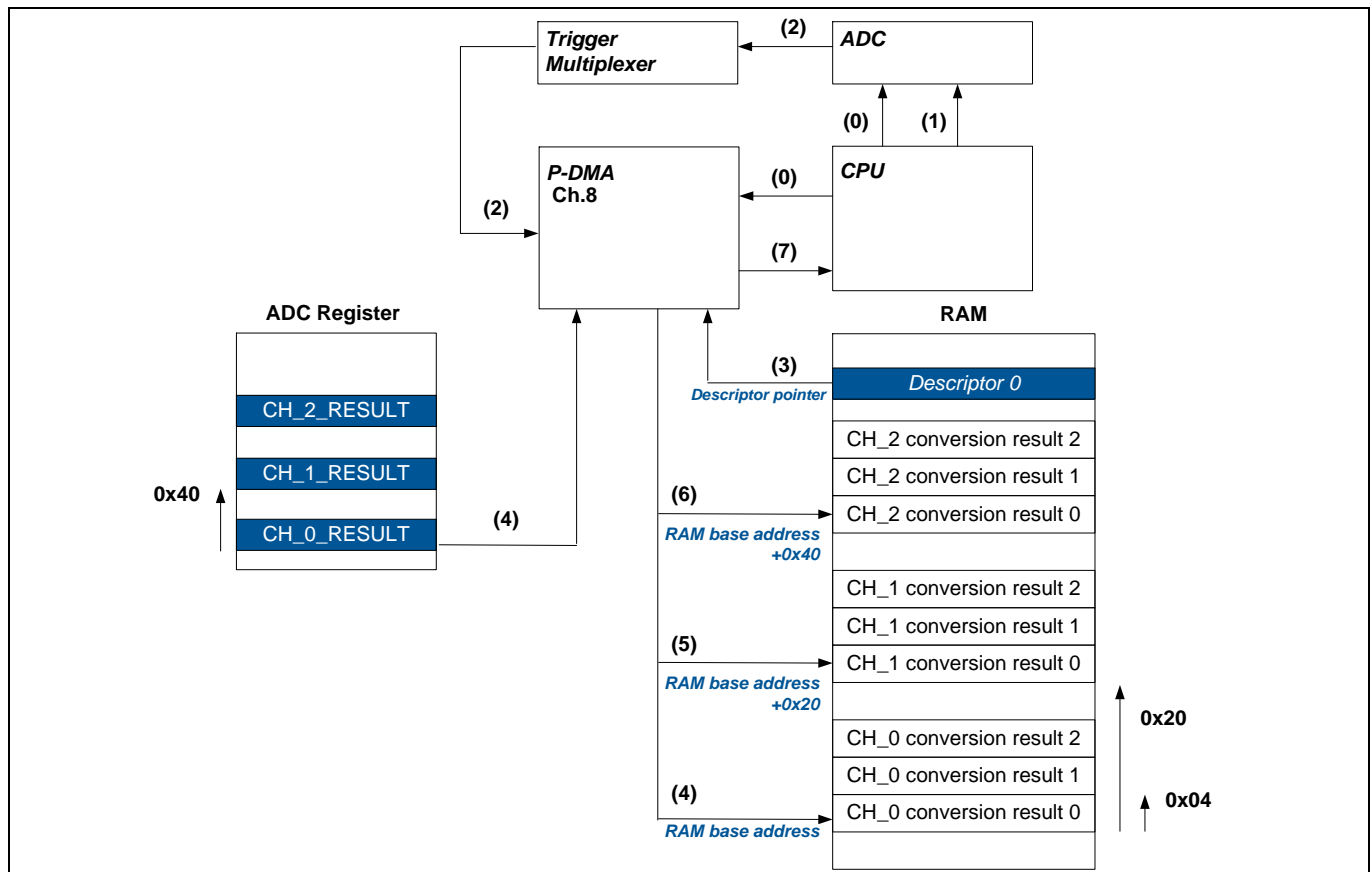 Trigger
Multiplexer
(2)
ADC
(0)
(1)
P-DMA
Ch.8
(0)
CPU
(2)
(7)
ADC Register
RAM
(3)
Descriptor pointer
Descriptor 0
CH_2_RESULT
CH_1_RESULT
CH_0_RESULT
0x40
(4)
CH_2 conversion result 2
CH_2 conversion result 1
CH_2 conversion result 0
(6)
RAM base address
+0x40
CH_1 conversion result 2
CH_1 conversion result 1
CH_1 conversion result 0
(5)
RAM base address
+0x20
CH_0 conversion result 2
CH_0 conversion result 1
CH_0 conversion result 0
(4)
RAM base address
0x20
0x04